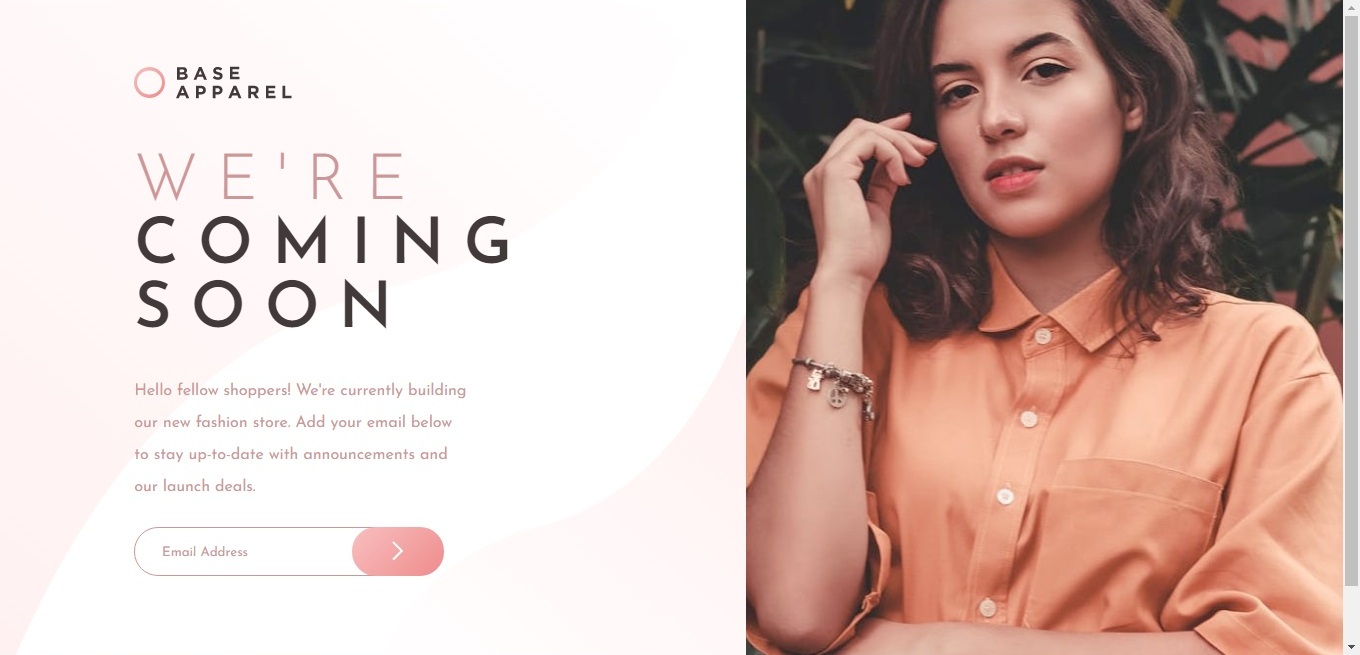 BASE
APPAREL
WE'RE
COMING
SOON
Hello fellow shoppers! We're currently building
our new fashion store. Add your email below
to stay up-to-date with announcements and
our launch deals.
Email Address